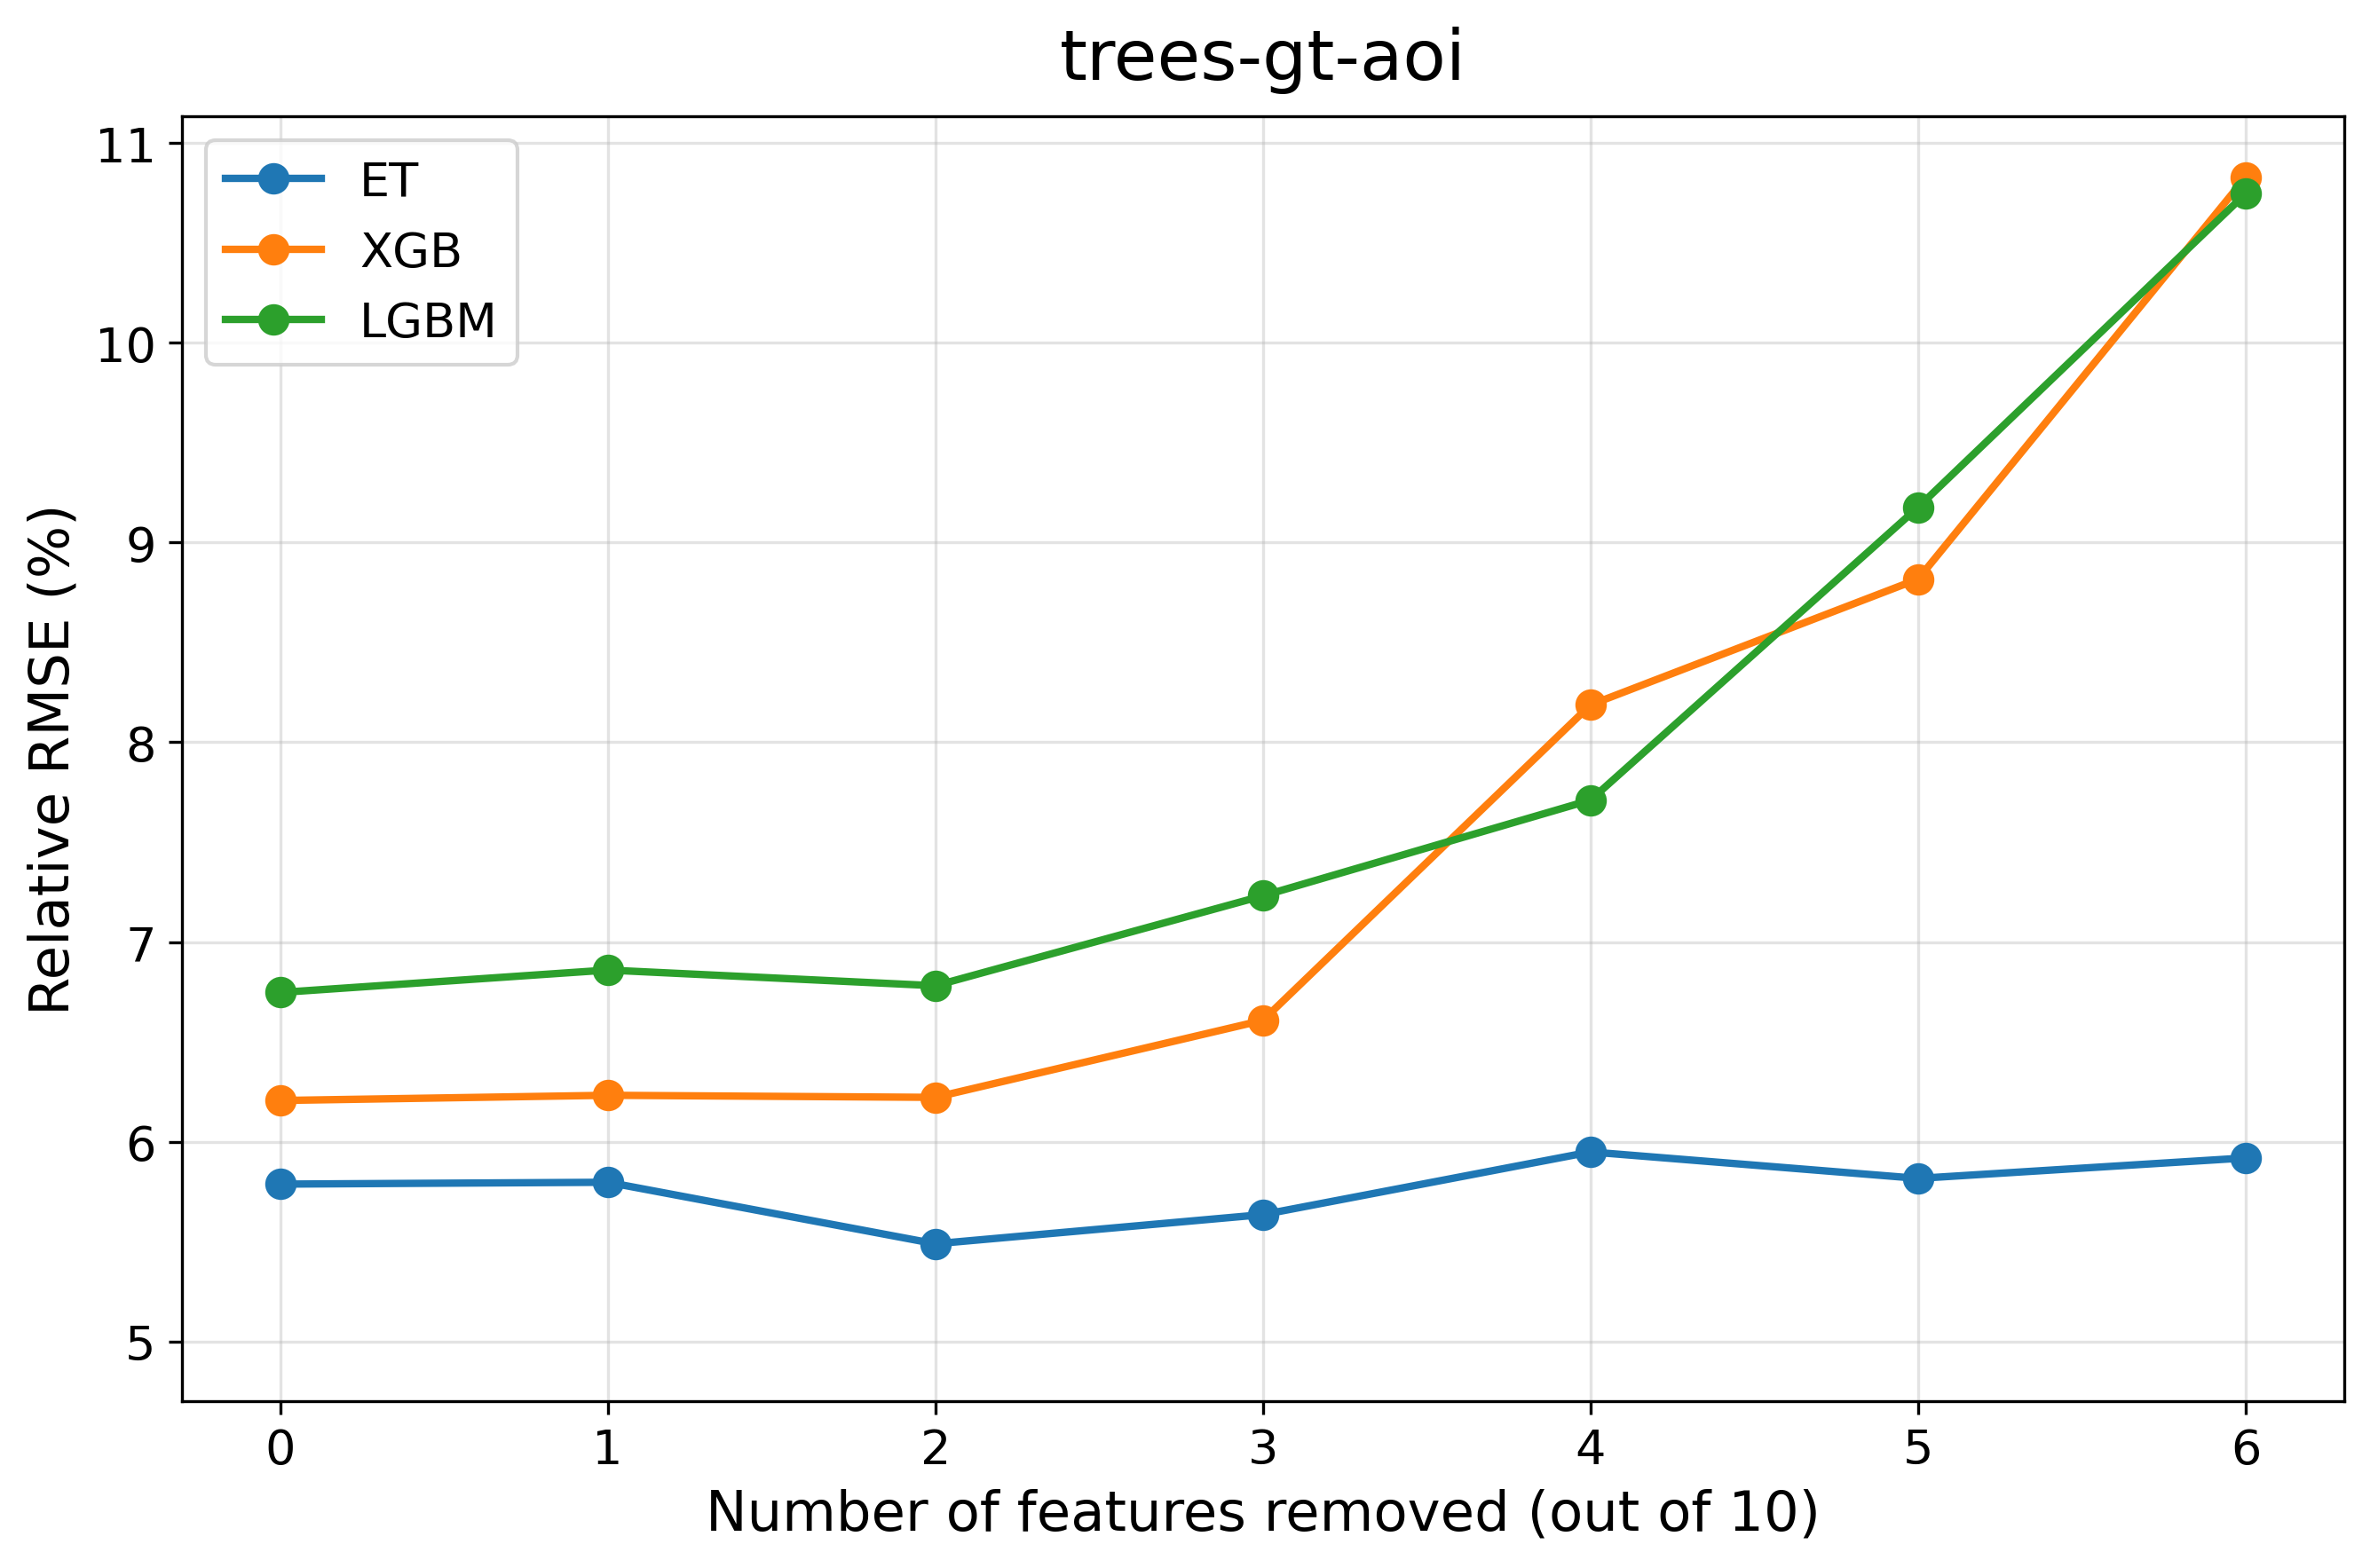 trees-gt-aoi
ET
XGB
LGBM
Relative RMSE (%)
11
10
9
8
7
6
5
0 1 2 3 4 5 6
Number of features removed (out of 10)